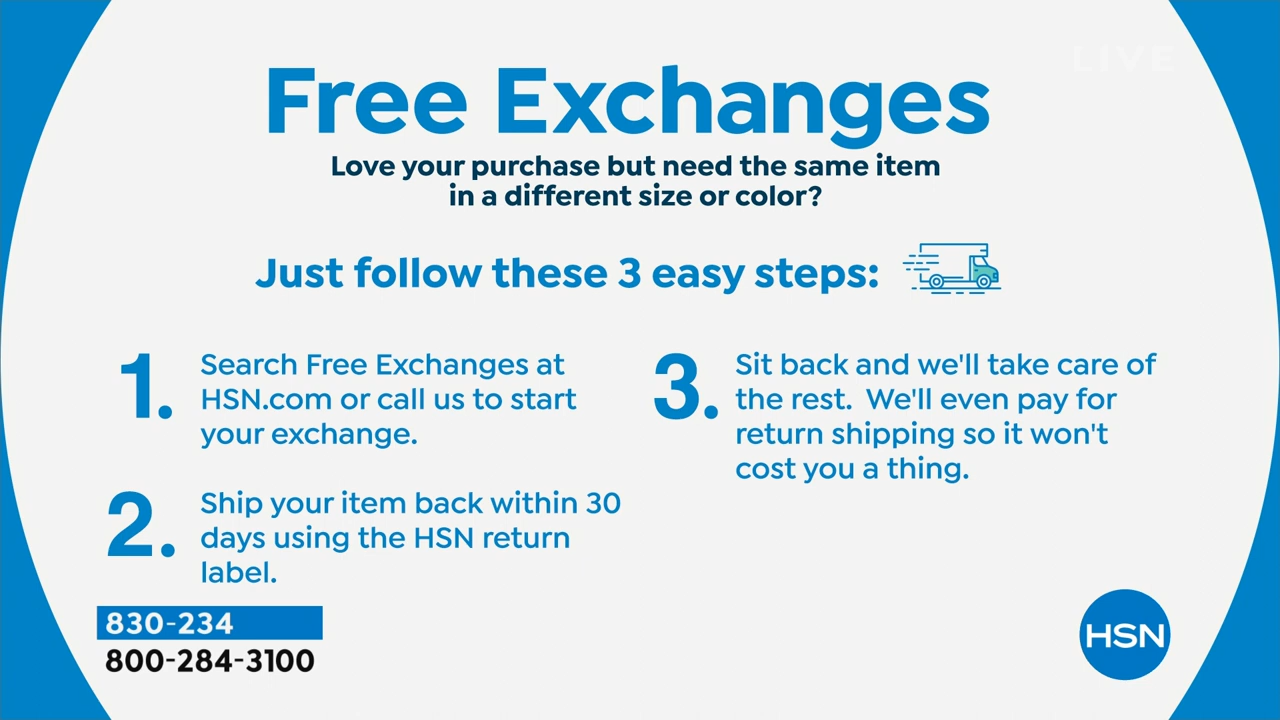 LIVE
Free Exchanges
Love your purchase but need the same item
in a different size or color?
Just follow these 3 easy steps:
1. Search Free Exchanges at
HSN.com or call us to start
your exchange.
2. Ship your item back within 30
days using the HSN return
label.
3. Sit back and we'll take care of
the rest.  We'll even pay for
return shipping so it won't
cost you a thing.
830-234
800-284-3100
HSN